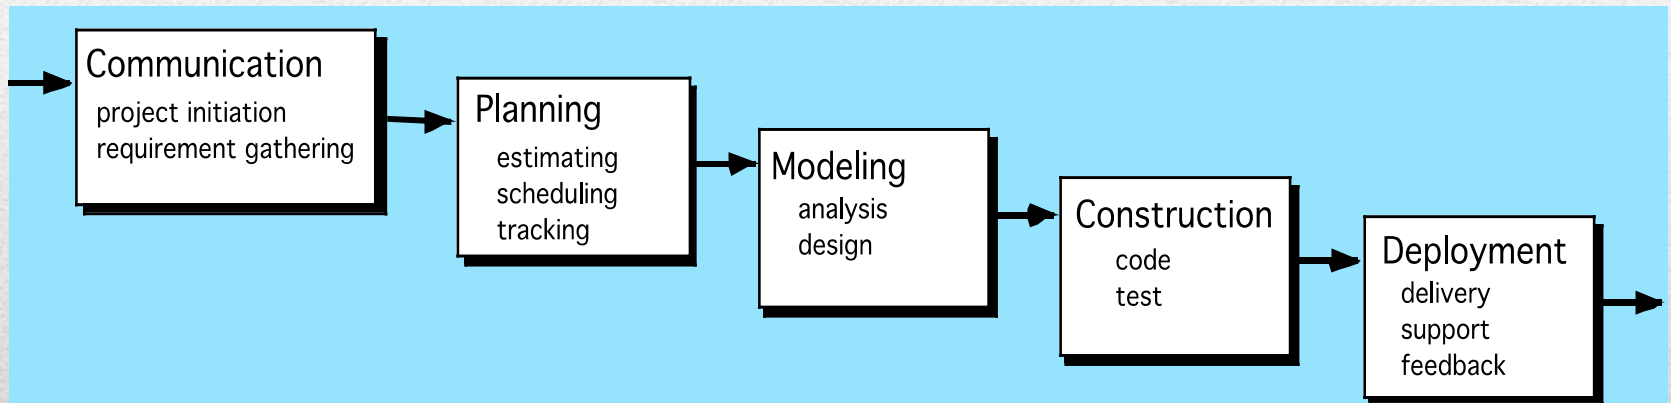 Communication
project initiation
requirement gathering
Planning
estimating
scheduling
tracking
Modeling
analysis
design
Construction
code
test
Deployment
delivery
support
feedback